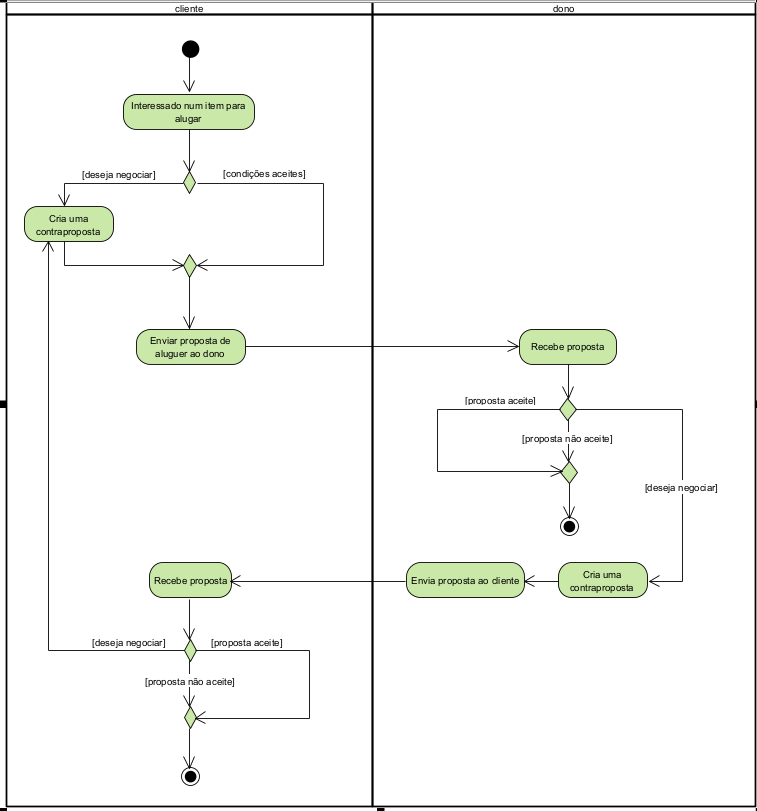 cliente
dono
Interessado num item para
alugar
[deseja negociar]
[condições aceites]
Cria uma
contraproposta
Enviar proposta de
aluguer ao dono
Recebe proposta
[proposta aceite]
[proposta não aceite]
[deseja negociar]
Recebe proposta
Envia proposta ao cliente
Cria uma
contraproposta
[deseja negociar]
[proposta aceite]
[proposta não aceite]